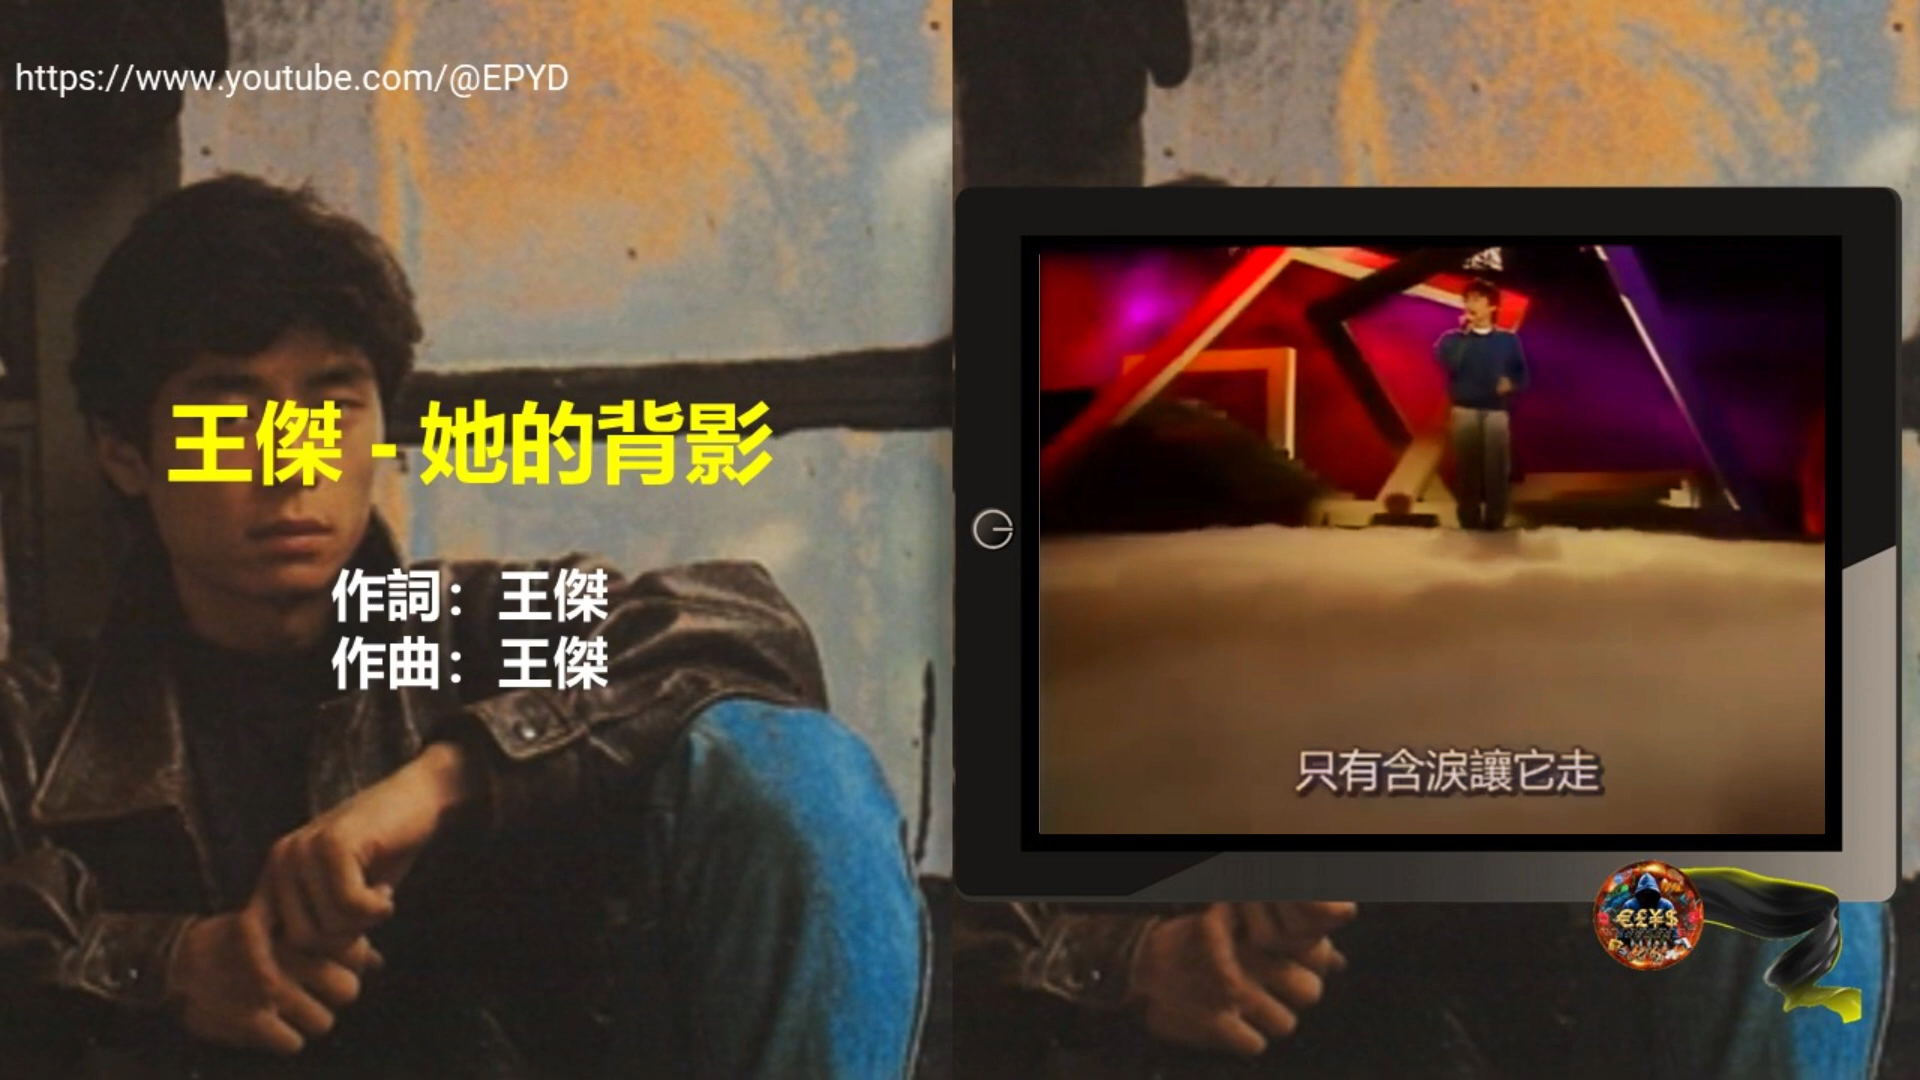 https://www.youtube.com/@EPYD
王傑 - 她的背影
作詞：王傑
作曲：王傑
只有含淚讓它走
€£¥$